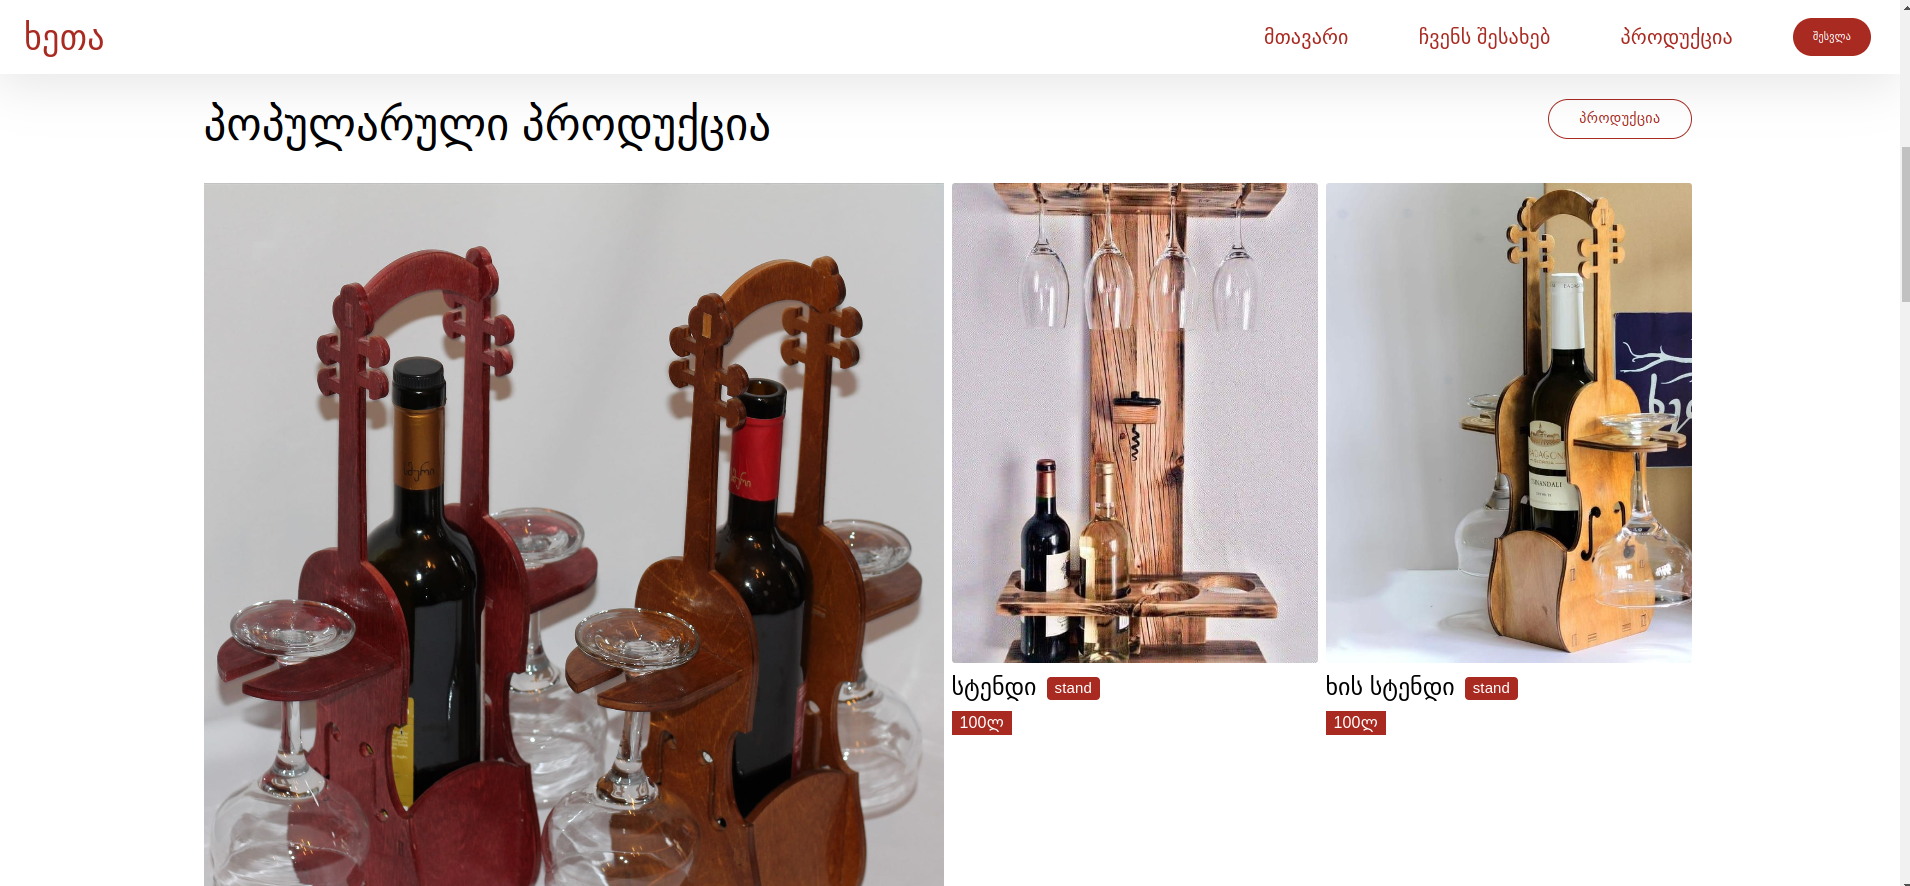 ხეთა
მთავარი
ჩვენს შესახებ
პროდუქცია
შესვლა
პოპულარული პროდუქცია
პროდუქცია
სტენდი stand
100ლ
ხის სტენდი stand
100ლ